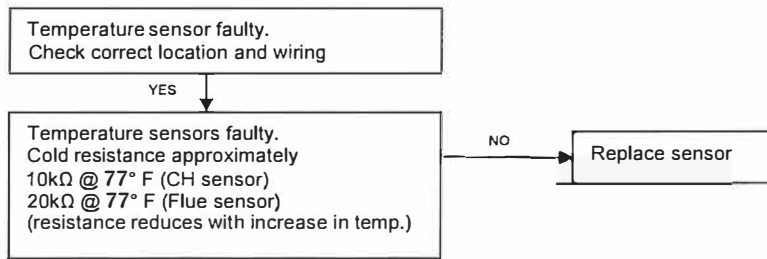 Temperature sensor faulty.
Check correct location and wiring
YES
Temperature sensors faulty.
Cold resistance approximately
10kΩ @ 77° F (CH sensor)
20kΩ @ 77° F (Flue sensor)
(resistance reduces with increase in temp.)
NO
Replace sensor